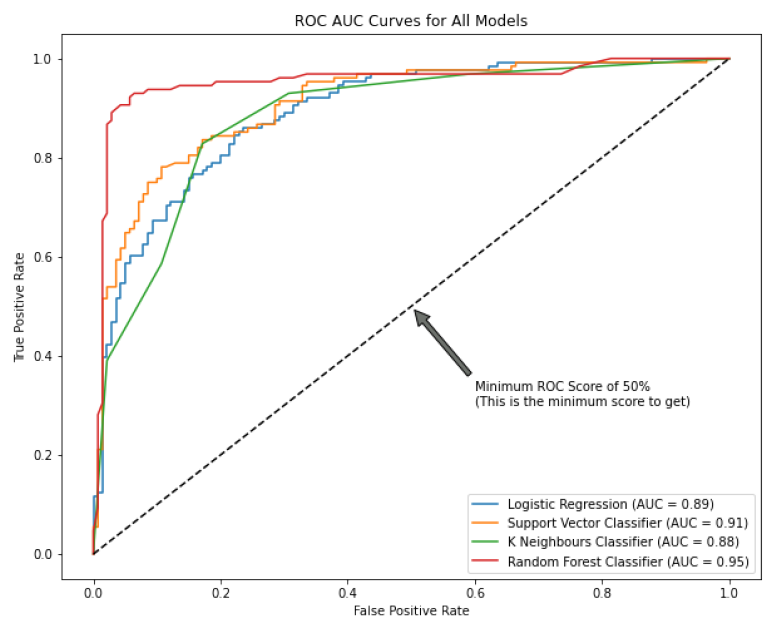 ROC AUC Curves for All Models
True Positive Rate
1.0
0.8
0.6
0.4
0.2
0.0
Minimum ROC Score of 50%
(This is the minimum score to get)
Logistic Regression (AUC = 0.89)
Support Vector Classifier (AUC = 0.91)
K Neighbours Classifier (AUC = 0.88)
Random Forest Classifier (AUC = 0.95)
0.0 0.2 0.4 0.6 0.8 1.0
False Positive Rate